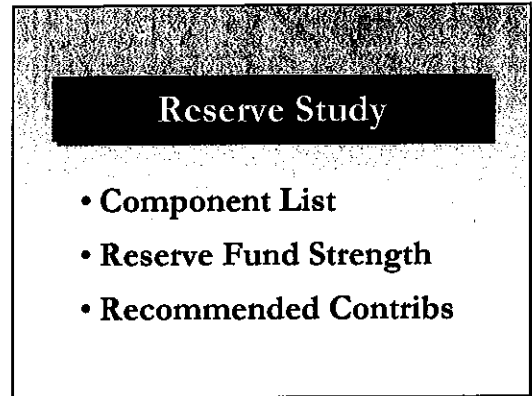 Reserve Study
• Component List
• Reserve Fund Strength
• Recommended Contribs